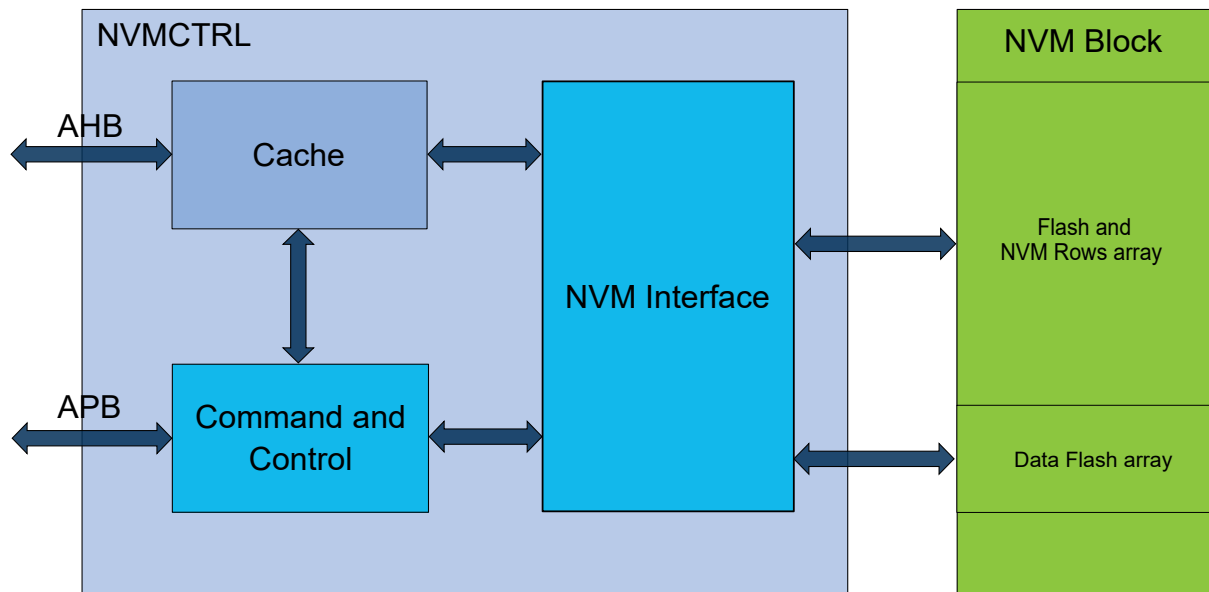 NVMCTRL
NVM Block
AHB
Cache
Flash and
NVM Rows array
NVM Interface
APB
Command and
Control
Data Flash array